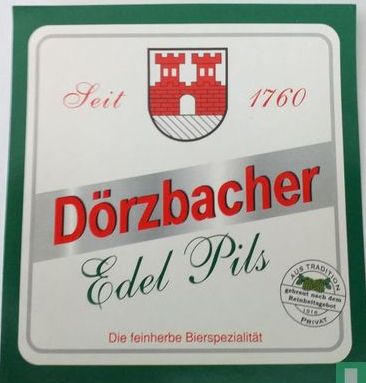 Seit 1760
Dörzbacher
Edel Pils
AUS TRADITION
gebraut nach dem
Reinheitsgebot
1516
PRIVAT
Die feinherbe Bierspezialität